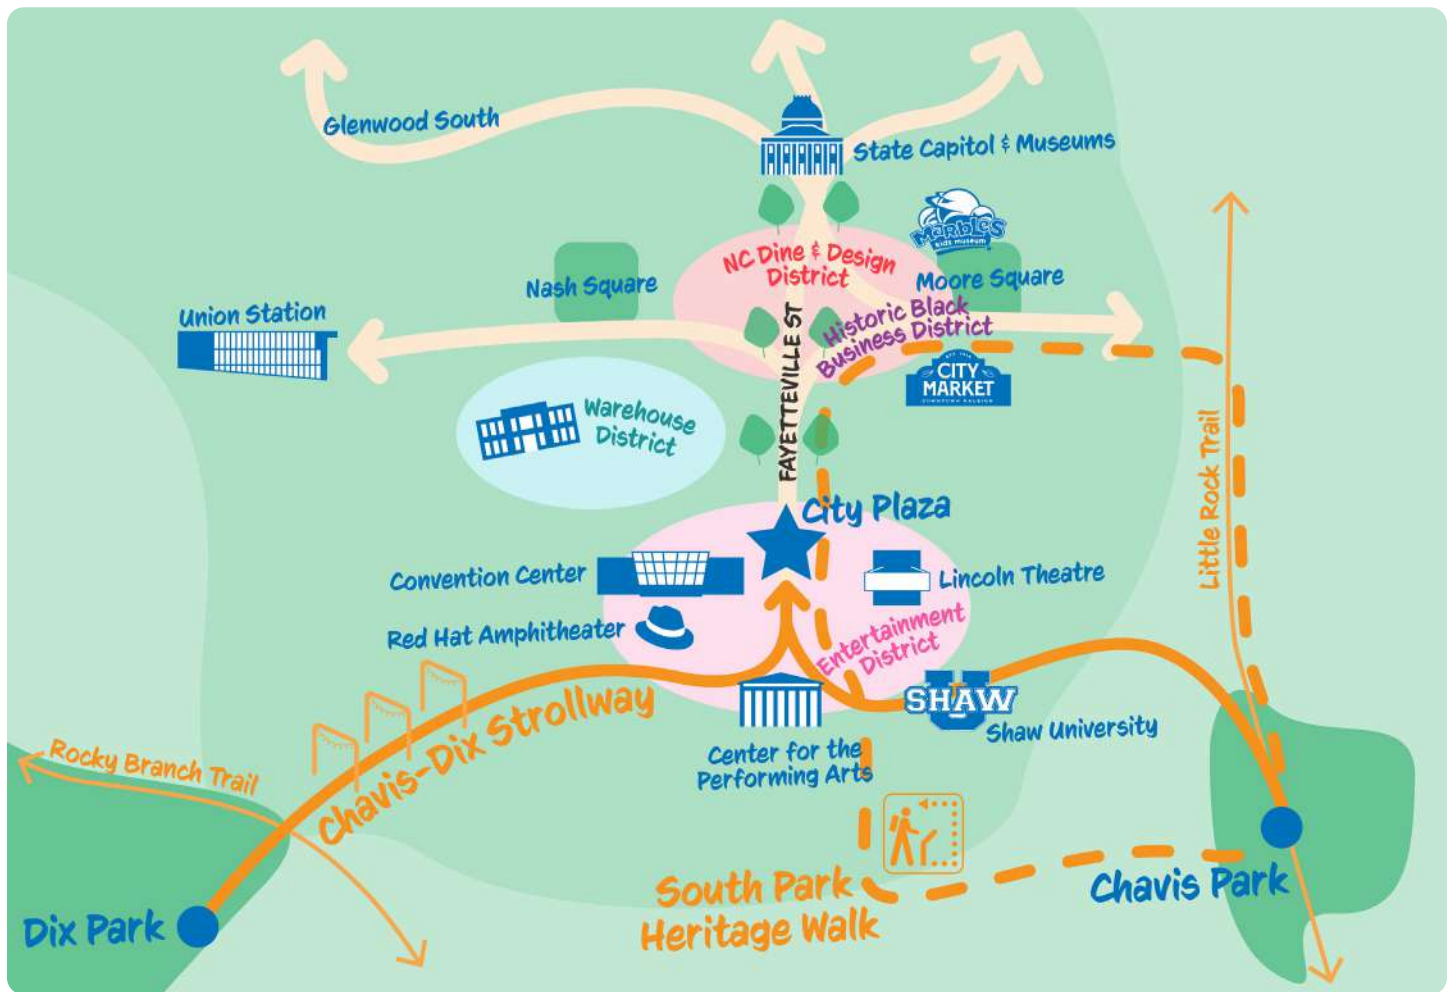 Glenwood South
State Capitol & Museums
MARBLES
kids museum
NC Dine & Design
District
Nash Square
Moore Square
Union Station
Historic Black
Business District
FAYETTEVILLE ST
CITY
MARKET
DOWNTOWN RALEIGH
Warehouse
District
Little Rock Trail
City Plaza
Convention Center
Lincoln Theatre
Red Hat Amphitheater
Entertainment
District
Chavis-Dix Strollway
SHAW
U
Shaw University
Rocky Branch Trail
Center for the
Performing Arts
South Park
Heritage Walk
Chavis Park
Dix Park